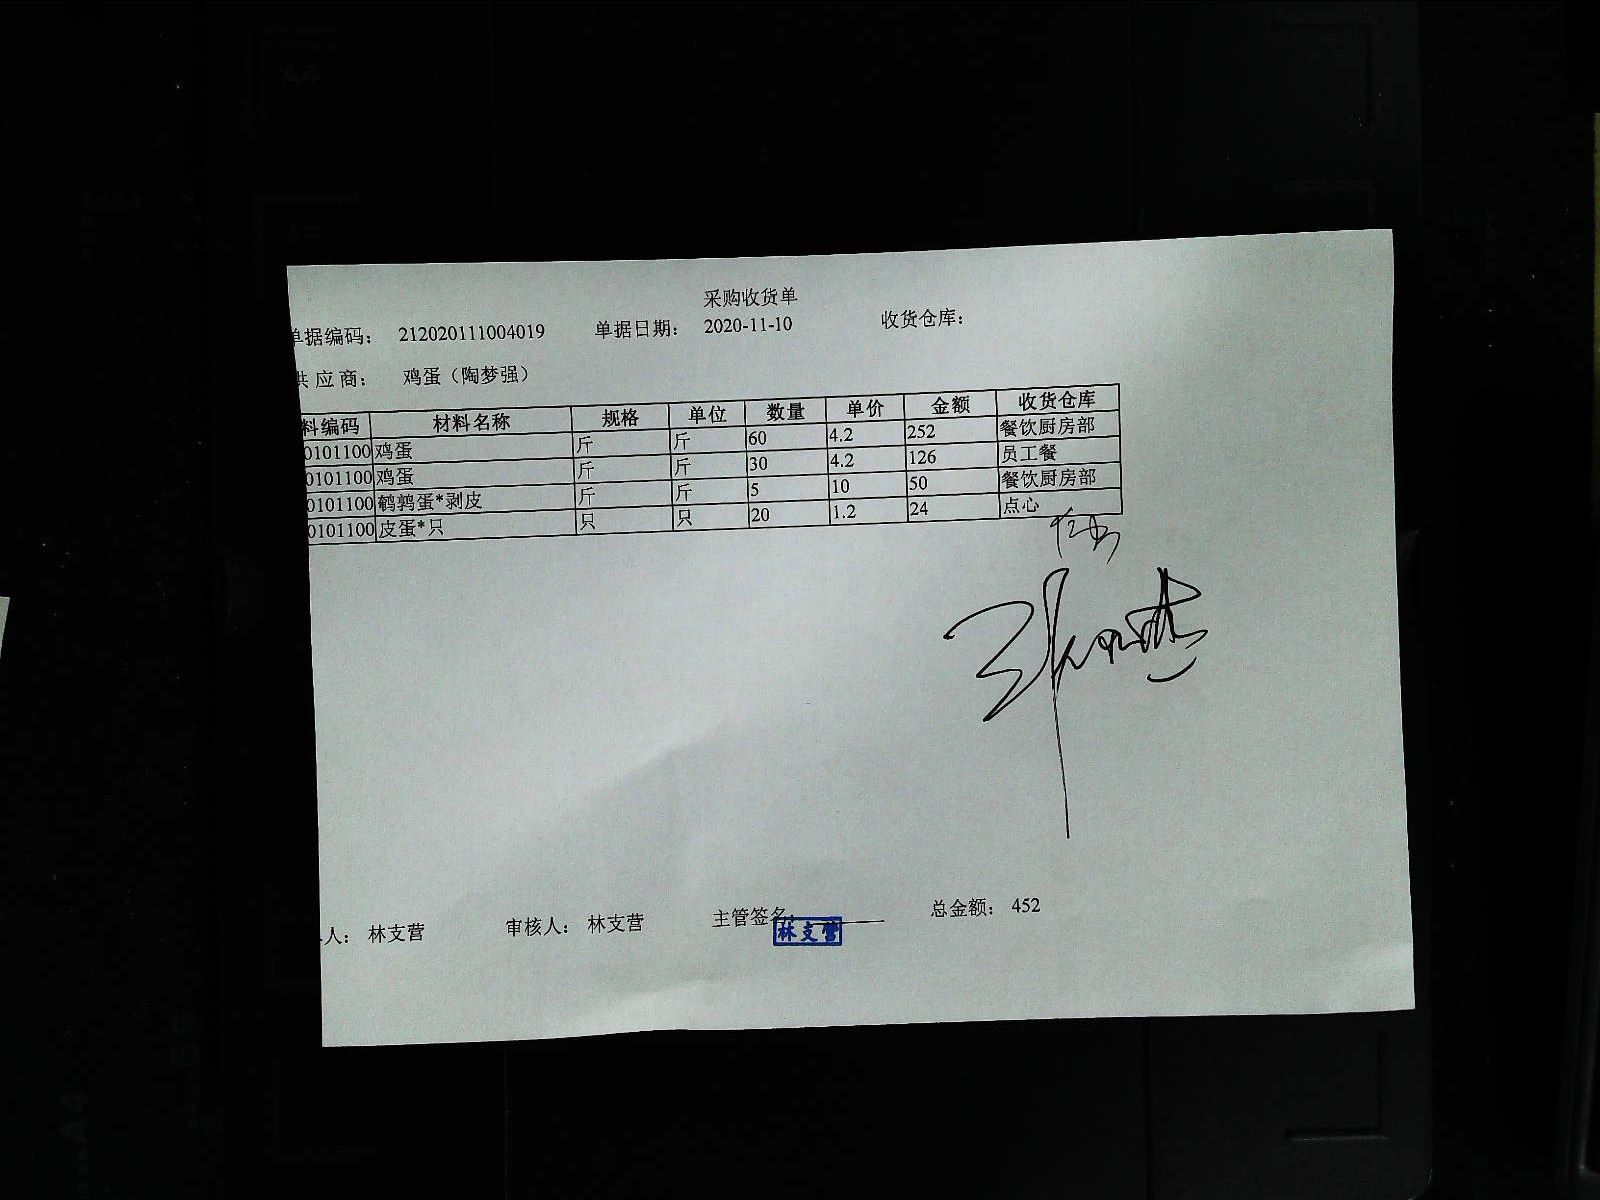 采购收货单
单据编码： 212020111004019 单据日期： 2020-11-10 收货仓库：
供应商： 鸡蛋（陶梦强）
料编码 材料名称 规格 单位 数量 单价 金额 收货仓库
0101100 鸡蛋 斤 斤 60 4.2 252 餐饮厨房部
0101100 鸡蛋 斤 斤 30 4.2 126 员工餐
0101100 鹌鹑蛋*剥皮 斤 斤 5 10 50 餐饮厨房部
0101100 皮蛋*只 只 只 20 1.2 24 点心
人： 林支营 审核人： 林支营 主管签名： 总金额： 452
林支营